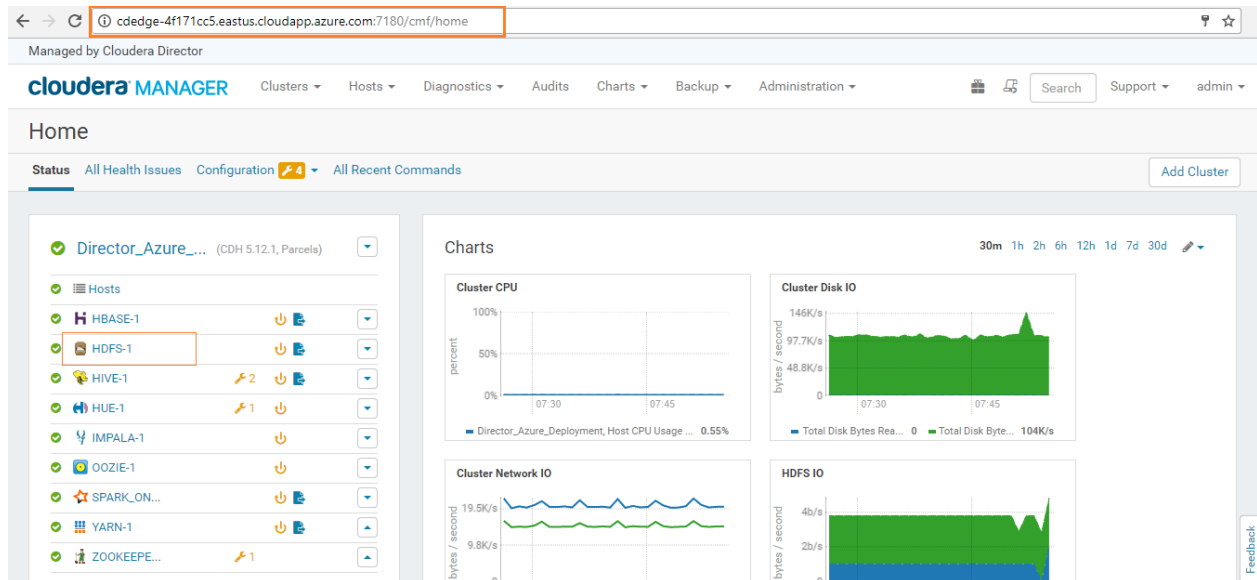 cdedge-4f171cc5.eastus.cloudapp.azure.com:7180/cmf/home
Managed by Cloudera Director
cloudera MANAGER Clusters Hosts Diagnostics Audits Charts Backup Administration Search Support admin
Home
Status All Health Issues Configuration 4 All Recent Commands Add Cluster
Director_Azure_... (CDH 5.12.1, Parcels)
Hosts
HBASE-1
HDFS-1
HIVE-1 2
HUE-1 1
IMPALA-1
OOZIE-1
SPARK_ON...
YARN-1
ZOOKEEPE... 1
Charts 30m 1h 2h 6h 12h 1d 7d 30d
Cluster CPU
percent
100%
50%
0%
07:30 07:45
Director_Azure_Deployment, Host CPU Usage ... 0.55%
Cluster Disk IO
bytes / second
146K/s
97.7K/s
48.8K/s
0
07:30 07:45
Total Disk Bytes Rea... 0 Total Disk Byte... 104K/s
Cluster Network IO
bytes / second
19.5K/s
9.8K/s
0
HDFS IO
bytes / second
4b/s
2b/s
0
Feedback